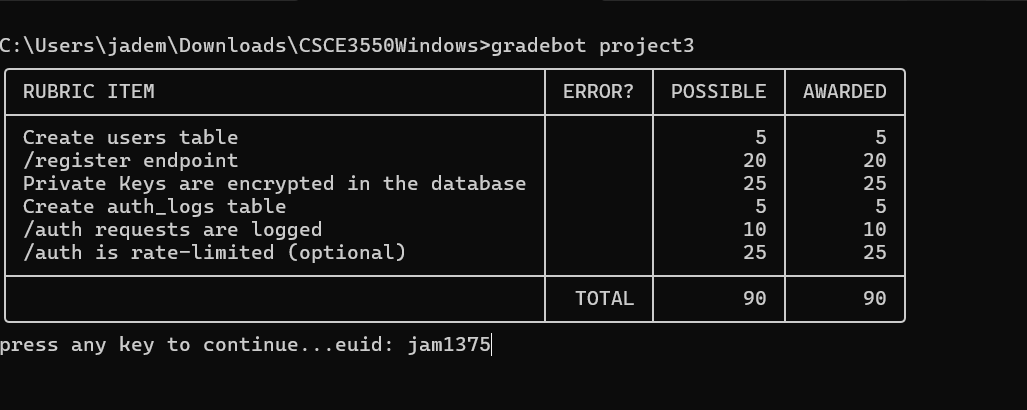 C:\Users\jadem\Downloads\CSCE3550Windows>gradebot project3
RUBRIC ITEM ERROR? POSSIBLE AWARDED
Create users table 5 5
/register endpoint 20 20
Private Keys are encrypted in the database 25 25
Create auth_logs table 5 5
/auth requests are logged 10 10
/auth is rate-limited (optional) 25 25
TOTAL 90 90
press any key to continue...euid: jam1375